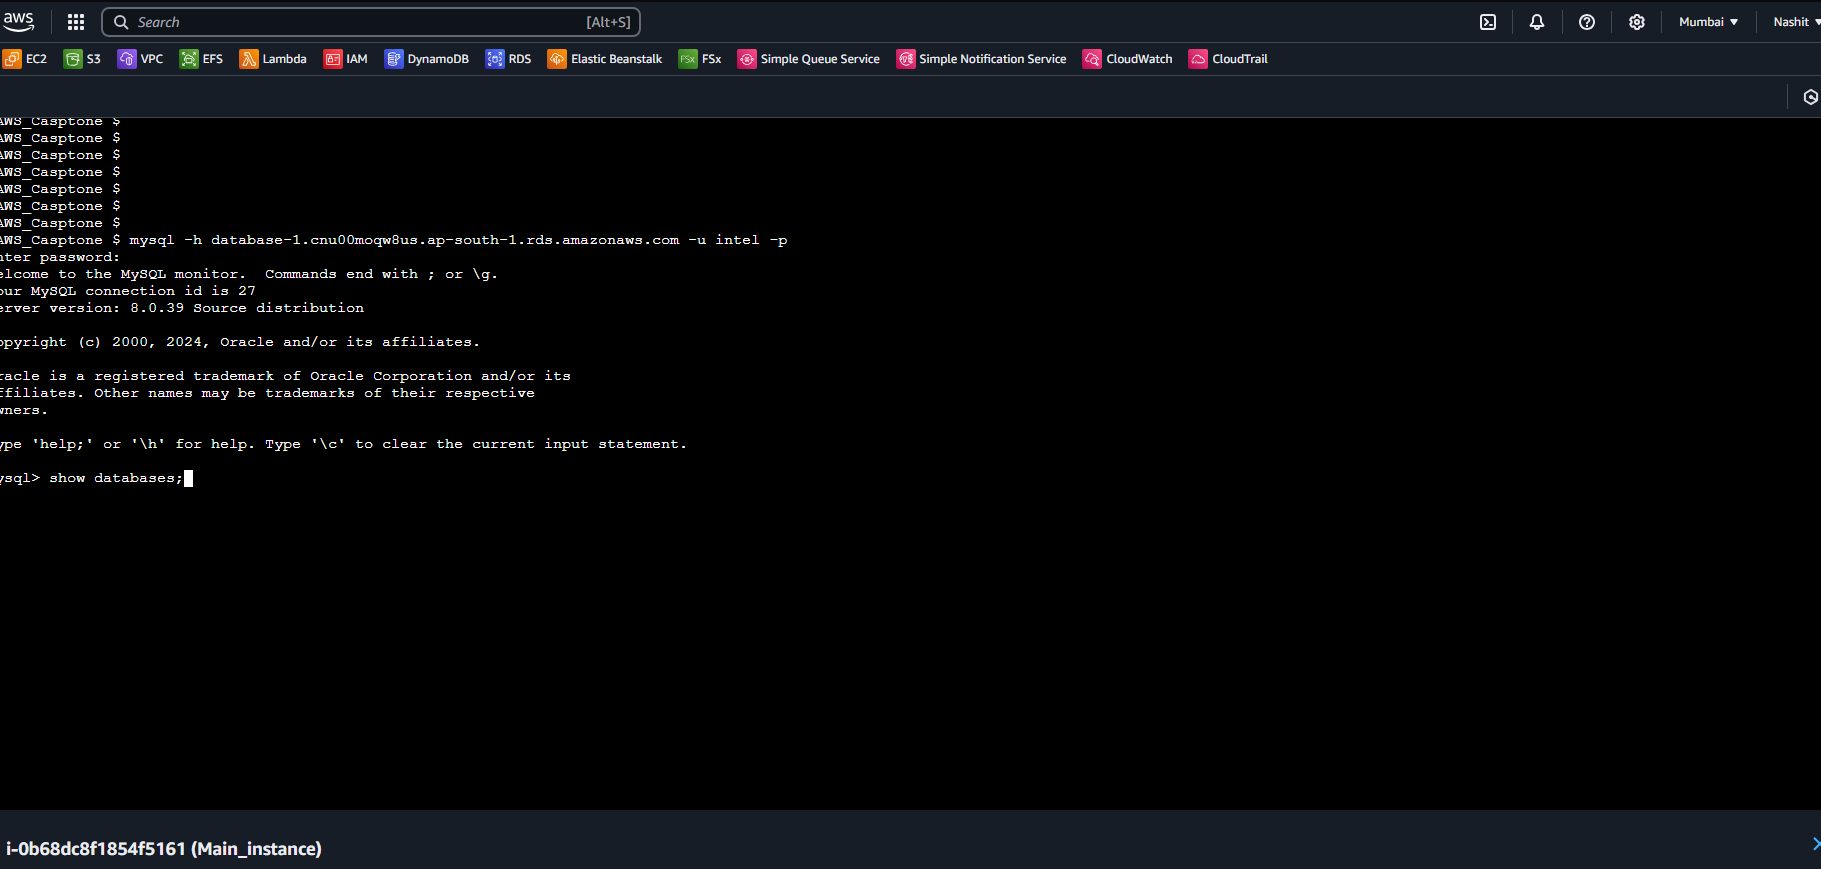 aws Search [Alt+S] Mumbai Nashit
EC2 S3 VPC EFS Lambda IAM DynamoDB RDS Elastic Beanstalk FSx FSx Simple Queue Service Simple Notification Service CloudWatch CloudTrail
AWS_Casptone $
AWS_Casptone $
AWS_Casptone $
AWS_Casptone $
AWS_Casptone $
AWS_Casptone $
AWS_Casptone $
AWS_Casptone $ mysql -h database-1.cnu00moqw8us.ap-south-1.rds.amazonaws.com -u intel -p
nter password:
elcome to the MySQL monitor.  Commands end with ; or \g.
our MySQL connection id is 27
erver version: 8.0.39 Source distribution
opyright (c) 2000, 2024, Oracle and/or its affiliates.
racle is a registered trademark of Oracle Corporation and/or its
ffiliates. Other names may be trademarks of their respective
wners.
ype 'help;' or '\h' for help. Type '\c' to clear the current input statement.
ysql> show databases;
i-0b68dc8f1854f5161 (Main_instance)